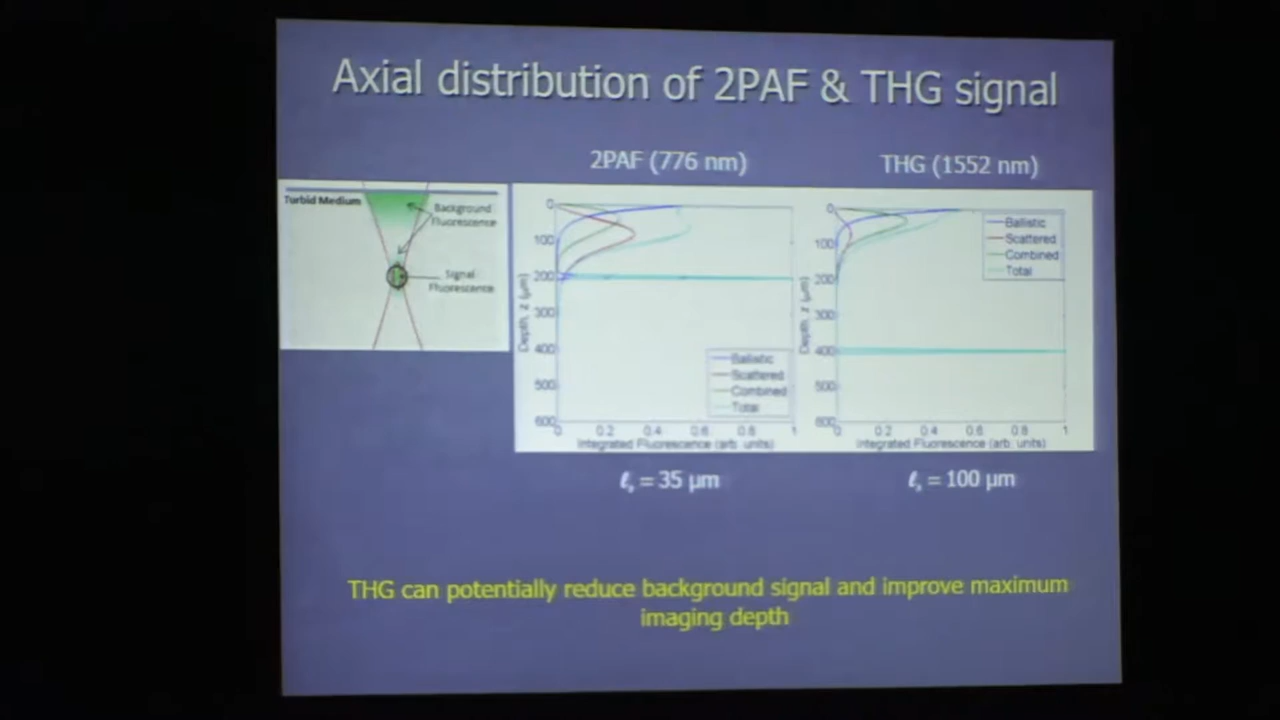 Axial distribution of 2PAF & THG signal
2PAF (776 nm)
THG (1552 nm)
Turbid Medium
Background
Fluorescence
Signal
Fluorescence
0
100
200
300
400
500
600
Depth, z (µm)
0
0.2
0.4
0.6
0.8
1
Integrated Fluorescence (arb. units)
Ballistic
Scattered
Combined
Total
0
100
200
300
400
500
600
Depth, z (µm)
0
0.2
0.4
0.6
0.8
1
Integrated Fluorescence (arb. units)
Ballistic
Scattered
Combined
Total
ℓs = 35 µm
ℓs = 100 µm
THG can potentially reduce background signal and improve maximum
imaging depth